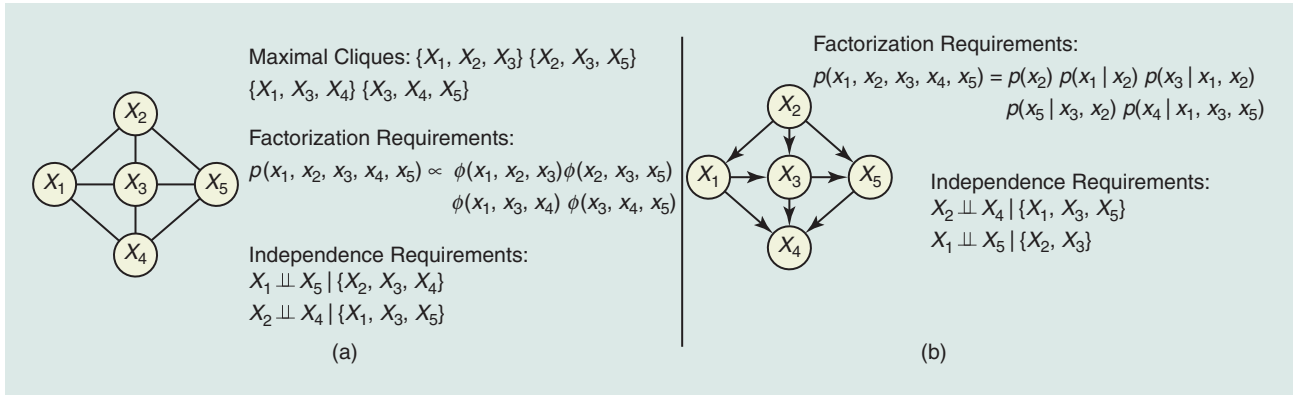 Maximal Cliques: {X₁, X₂, X₃} {X₂, X₃, X₅}
{X₁, X₃, X₄} {X₃, X₄, X₅}
Factorization Requirements:
p(x₁, x₂, x₃, x₄, x₅) ∝ ϕ(x₁, x₂, x₃)ϕ(x₂, x₃, x₅)
ϕ(x₁, x₃, x₄) ϕ(x₃, x₄, x₅)
Independence Requirements:
X₁ ⫫ X₅ | {X₂, X₃, X₄}
X₂ ⫫ X₄ | {X₁, X₃, X₅}
X₂
X₁ X₃ X₅
X₄
(a)
Factorization Requirements:
p(x₁, x₂, x₃, x₄, x₅) = p(x₂) p(x₁ | x₂) p(x₃ | x₁, x₂)
p(x₅ | x₃, x₂) p(x₄ | x₁, x₃, x₅)
X₂
X₁ X₃ X₅
X₄
Independence Requirements:
X₂ ⫫ X₄ | {X₁, X₃, X₅}
X₁ ⫫ X₅ | {X₂, X₃}
(b)